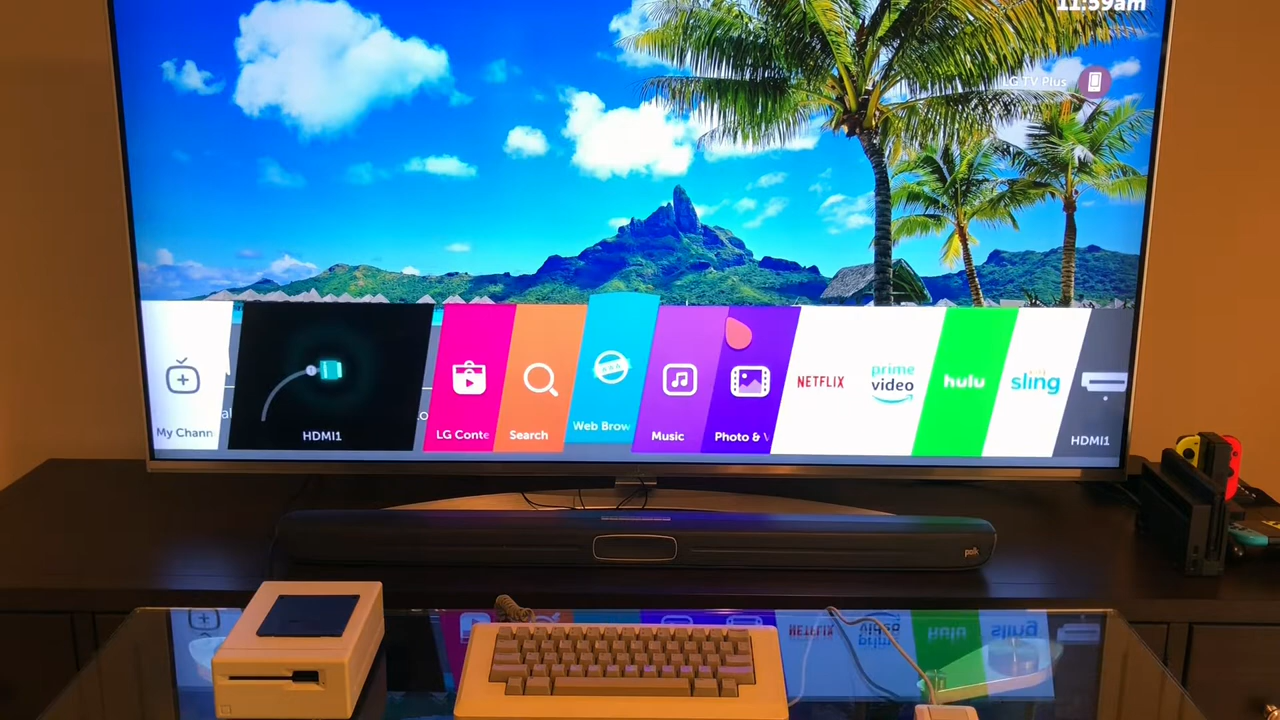 11:59am
LG TV Plus
My Chann
HDMI1
LG Conte
Search
Web Brow
Music
Photo & V
NETFLIX
prime
video
hulu
sling
HDMI1
polk